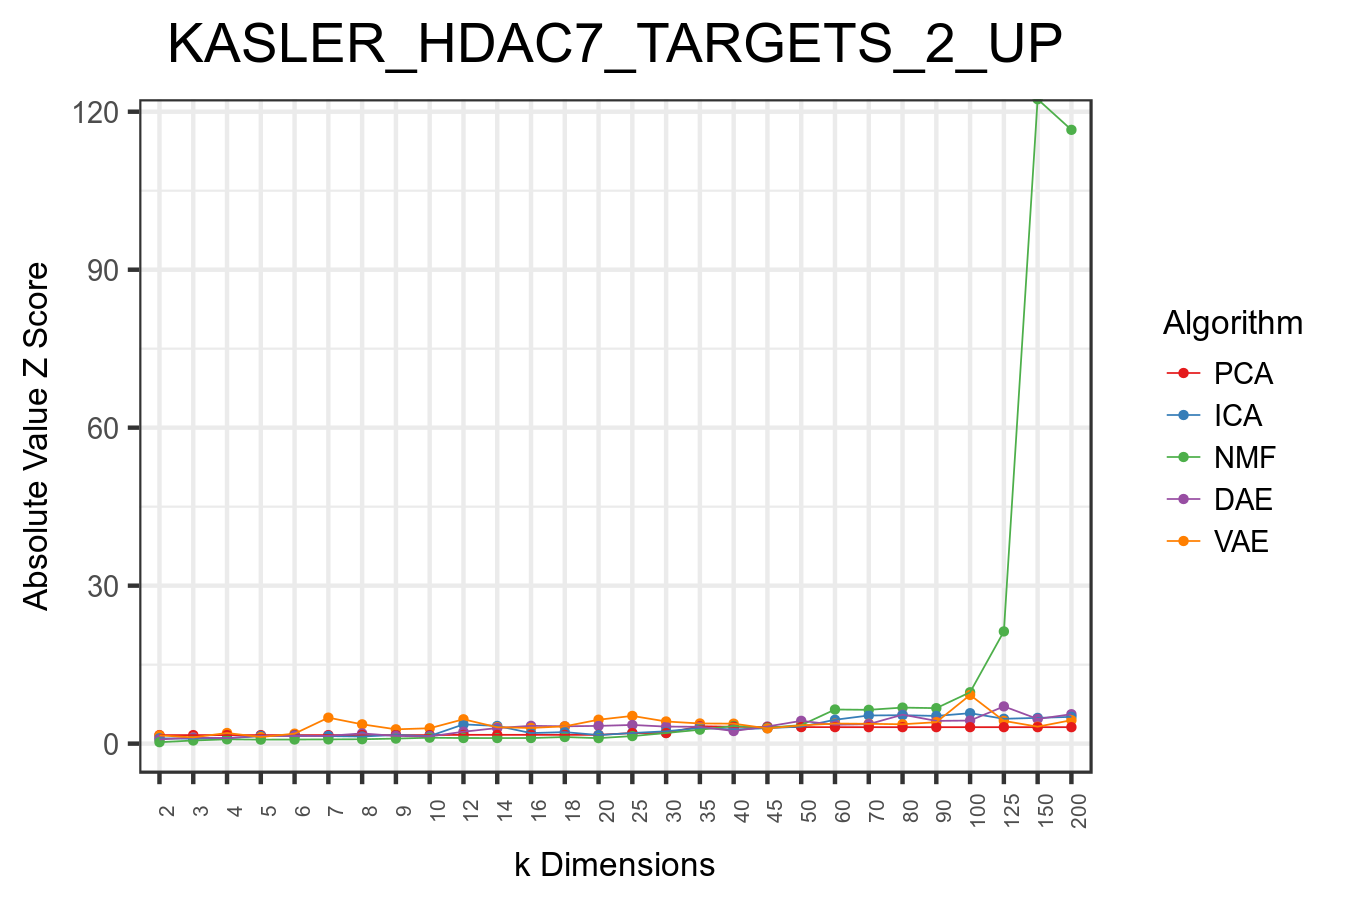 KASLER_HDAC7_TARGETS_2_UP
Absolute Value Z Score
120
90
60
30
0
2 3 4 5 6 7 8 9 10 12 14 16 18 20 25 30 35 40 45 50 60 70 80 90 100 125 150 200
k Dimensions
Algorithm
PCA
ICA
NMF
DAE
VAE